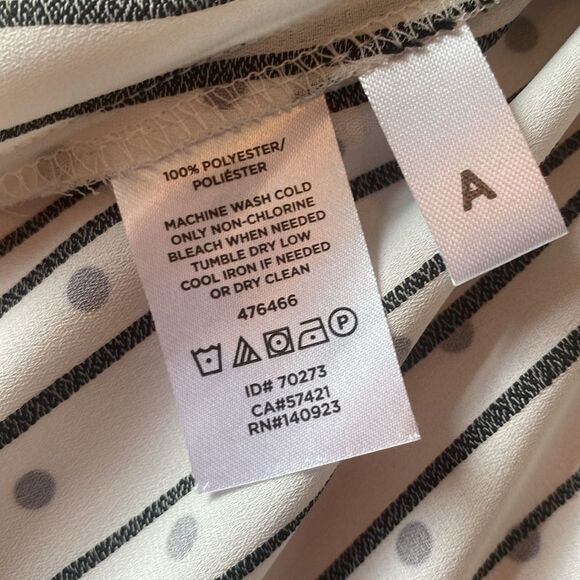 100% POLYESTER/
POLIÉSTER
MACHINE WASH COLD
ONLY NON-CHLORINE
BLEACH WHEN NEEDED
TUMBLE DRY LOW
COOL IRON IF NEEDED
OR DRY CLEAN
476466
P
ID# 70273
CA#57421
RN#140923
A